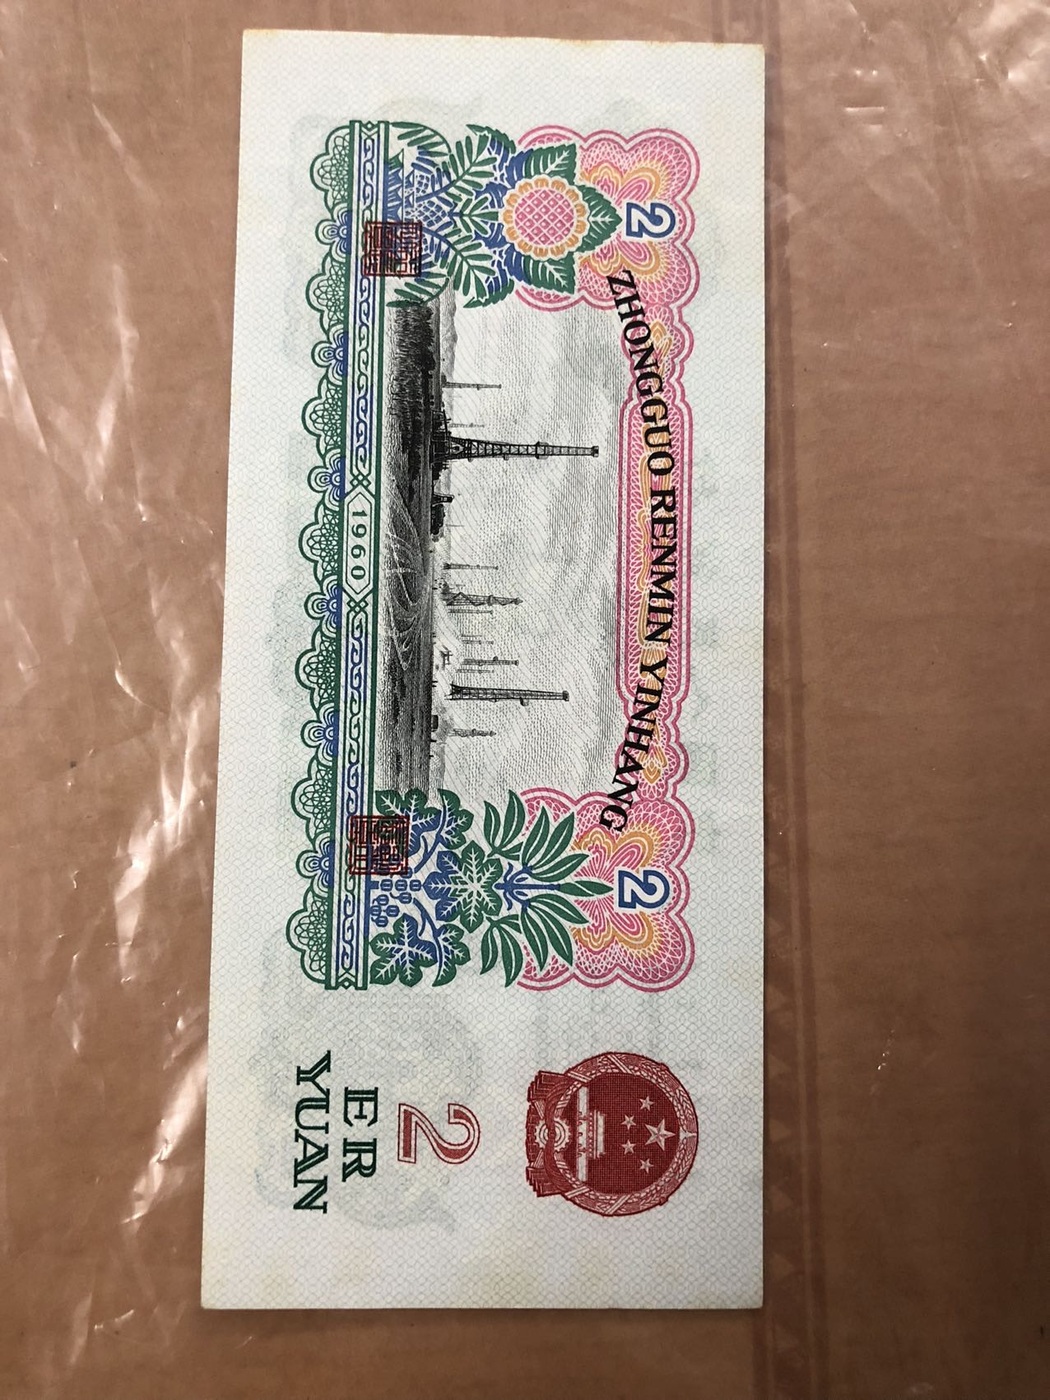 2
2
ZHONGGUO RENMIN YINHANG
1960
2
ER
YUAN